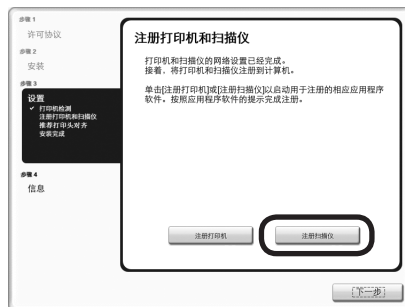 步骤 1
许可协议
步骤 2
安装
步骤 3
设置
✓ 打印机检测
注册打印机和扫描仪
推荐打印头对齐
安装完成
步骤 4
信息
注册打印机和扫描仪
打印机和扫描仪的网络设置已经完成。
接着，将打印机和扫描仪注册到计算机。
单击[注册打印机]或[注册扫描仪]以启动用于注册的相应应用程序
软件。按照应用程序软件的提示完成注册。
注册打印机
注册扫描仪
下一步